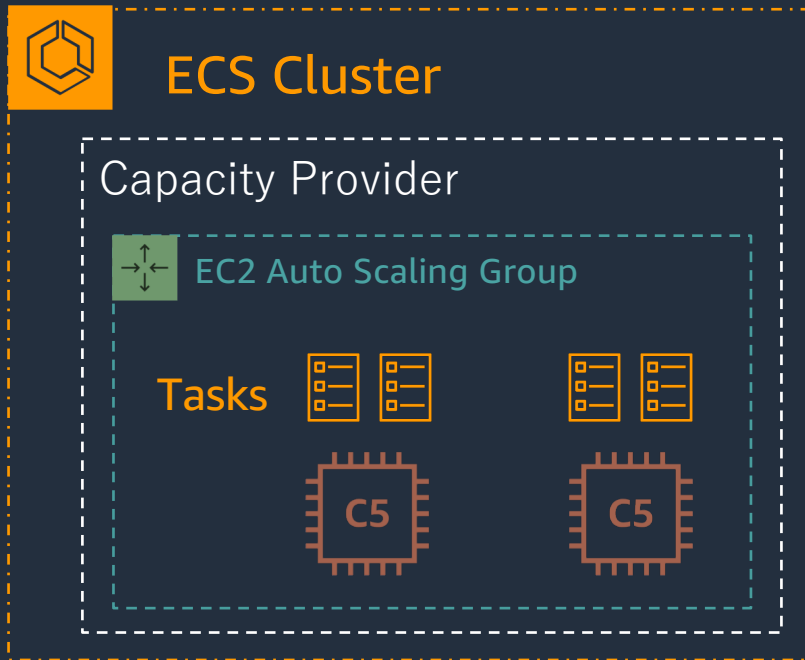 ECS Cluster
Capacity Provider
EC2 Auto Scaling Group
Tasks
C5
C5